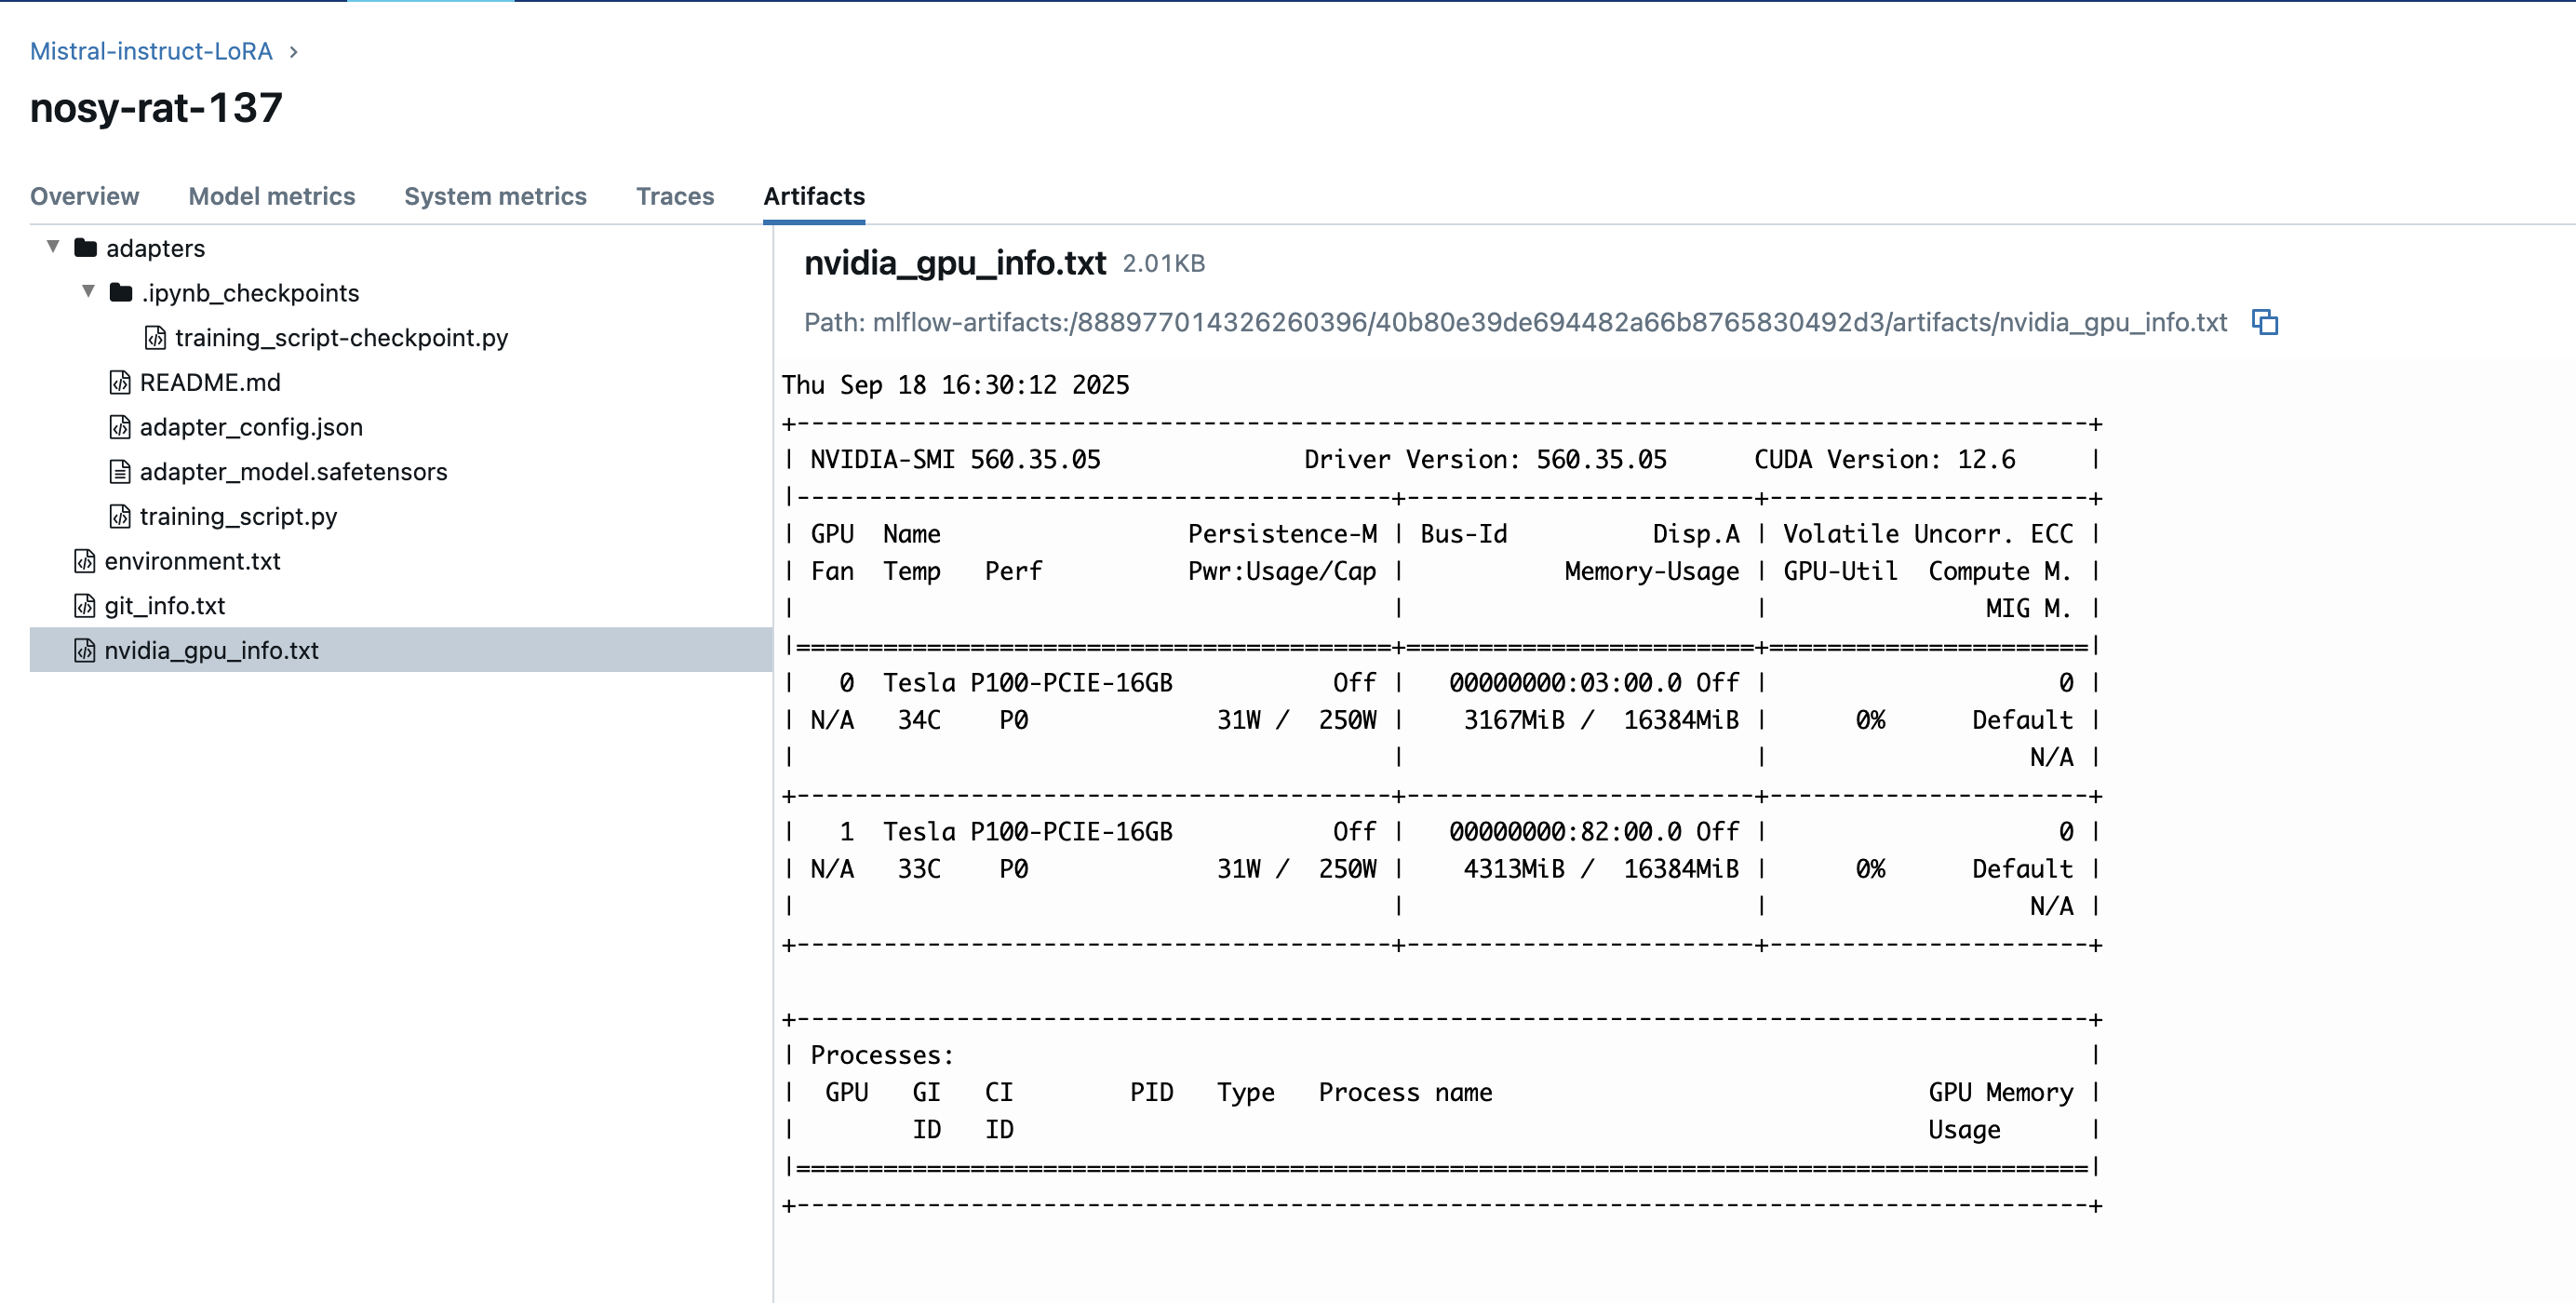 Mistral-instruct-LoRA >
nosy-rat-137
Overview Model metrics System metrics Traces Artifacts
adapters
.ipynb_checkpoints
training_script-checkpoint.py
README.md
adapter_config.json
adapter_model.safetensors
training_script.py
environment.txt
git_info.txt
nvidia_gpu_info.txt
nvidia_gpu_info.txt 2.01KB
Path: mlflow-artifacts:/888977014326260396/40b80e39de694482a66b8765830492d3/artifacts/nvidia_gpu_info.txt
Thu Sep 18 16:30:12 2025
+-----------------------------------------------------------------------------------------+
| NVIDIA-SMI 560.35.05              Driver Version: 560.35.05      CUDA Version: 12.6     |
|-----------------------------------------+------------------------+----------------------+
| GPU  Name                 Persistence-M | Bus-Id          Disp.A | Volatile Uncorr. ECC |
| Fan  Temp   Perf          Pwr:Usage/Cap |           Memory-Usage | GPU-Util  Compute M. |
|                                         |                        |               MIG M. |
|=========================================+========================+======================|
|   0  Tesla P100-PCIE-16GB           Off |   00000000:03:00.0 Off |                    0 |
| N/A   34C    P0             31W /  250W |    3167MiB /  16384MiB |      0%      Default |
|                                         |                        |                  N/A |
+-----------------------------------------+------------------------+----------------------+
|   1  Tesla P100-PCIE-16GB           Off |   00000000:82:00.0 Off |                    0 |
| N/A   33C    P0             31W /  250W |    4313MiB /  16384MiB |      0%      Default |
|                                         |                        |                  N/A |
+-----------------------------------------+------------------------+----------------------+
+-----------------------------------------------------------------------------------------+
| Processes:                                                                              |
|  GPU   GI   CI        PID   Type   Process name                              GPU Memory |
|        ID   ID                                                               Usage      |
|=========================================================================================|
+-----------------------------------------------------------------------------------------+